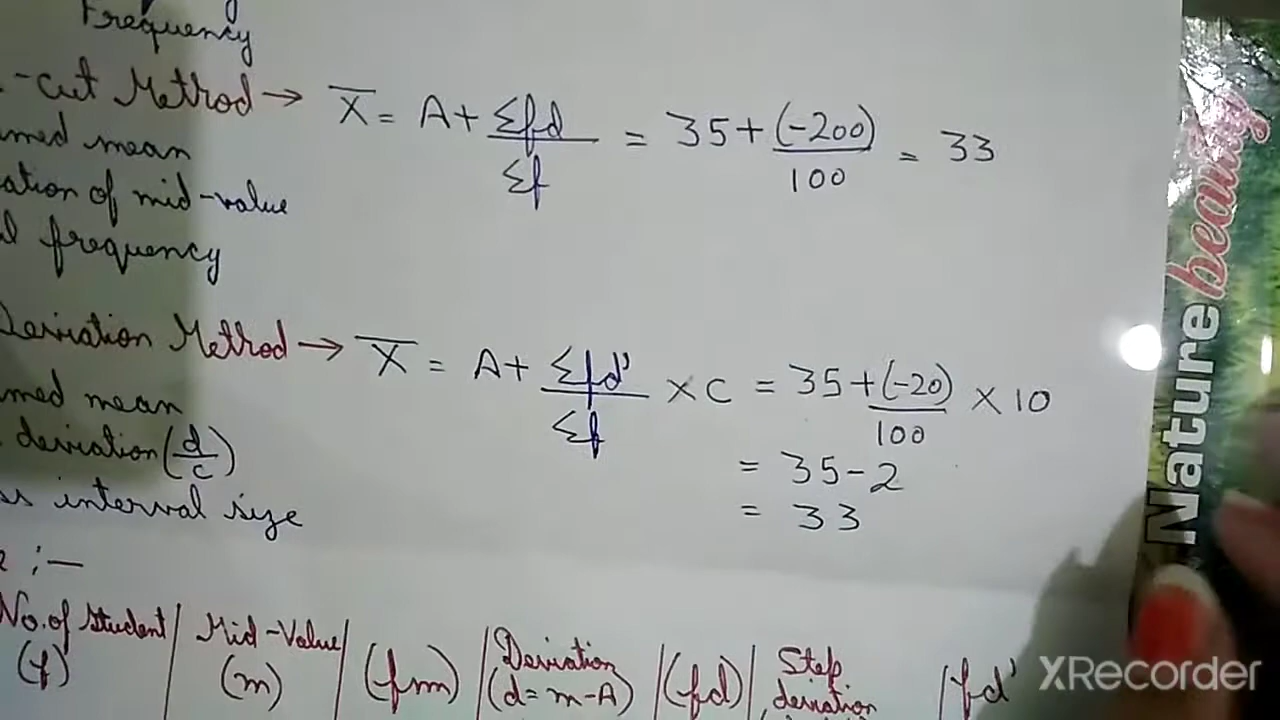 Frequency
-cut Method → X̄ = A + Σfd / Σf = 35 + (-200) / 100 = 33
med mean
ation of mid-value
l frequency
Deviation Method → X̄ = A + Σfd' / Σf × C = 35 + (-20) / 100 × 10
med mean
deviation (d/c)
= 35 - 2
ss interval size
= 33
:-
No. of Student | Mid-Value | (fm) | Deviation | (fd) | Step | fd'
(f) (m) (d = m - A) deviation
Nature beauty
XRecorder